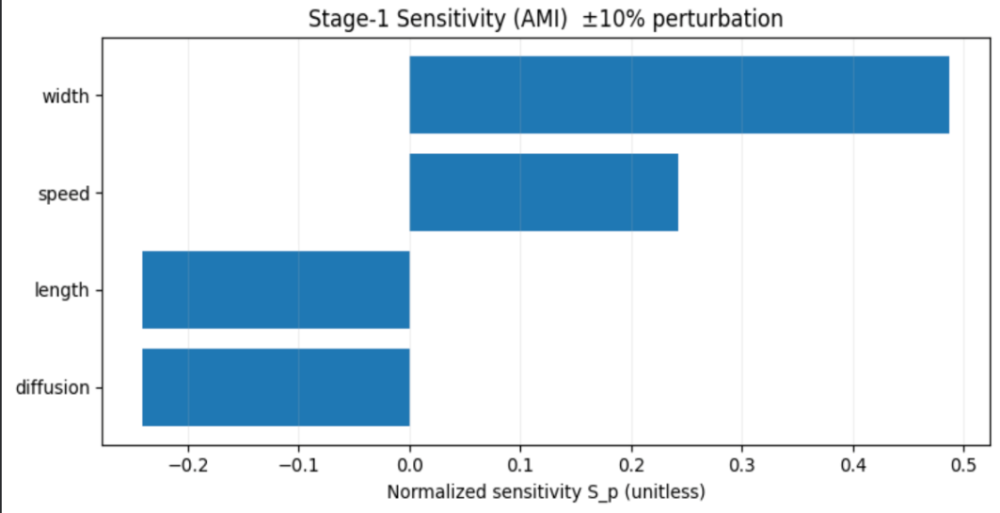 Stage-1 Sensitivity (AMI)  ±10% perturbation
width
speed
length
diffusion
−0.2 −0.1 0.0 0.1 0.2 0.3 0.4 0.5
Normalized sensitivity S_p (unitless)